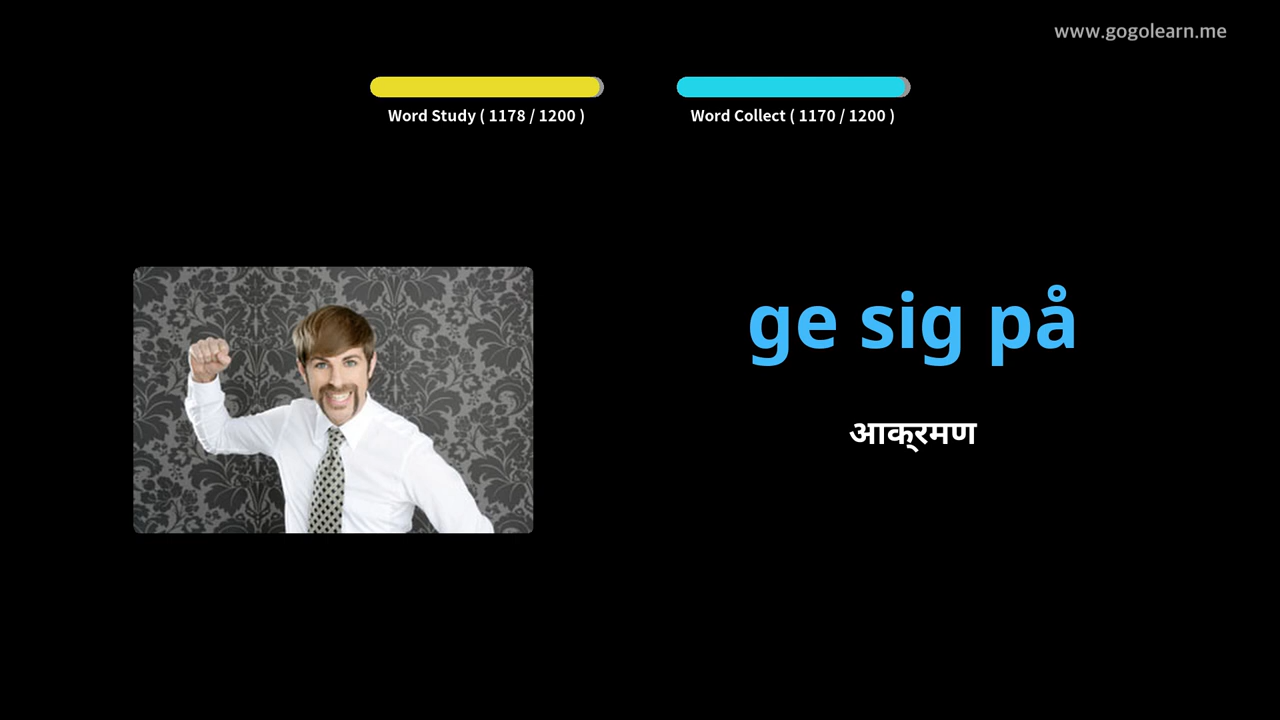 www.gogolearn.me
Word Study ( 1178 / 1200 )
Word Collect ( 1170 / 1200 )
ge sig på
आक्रमण